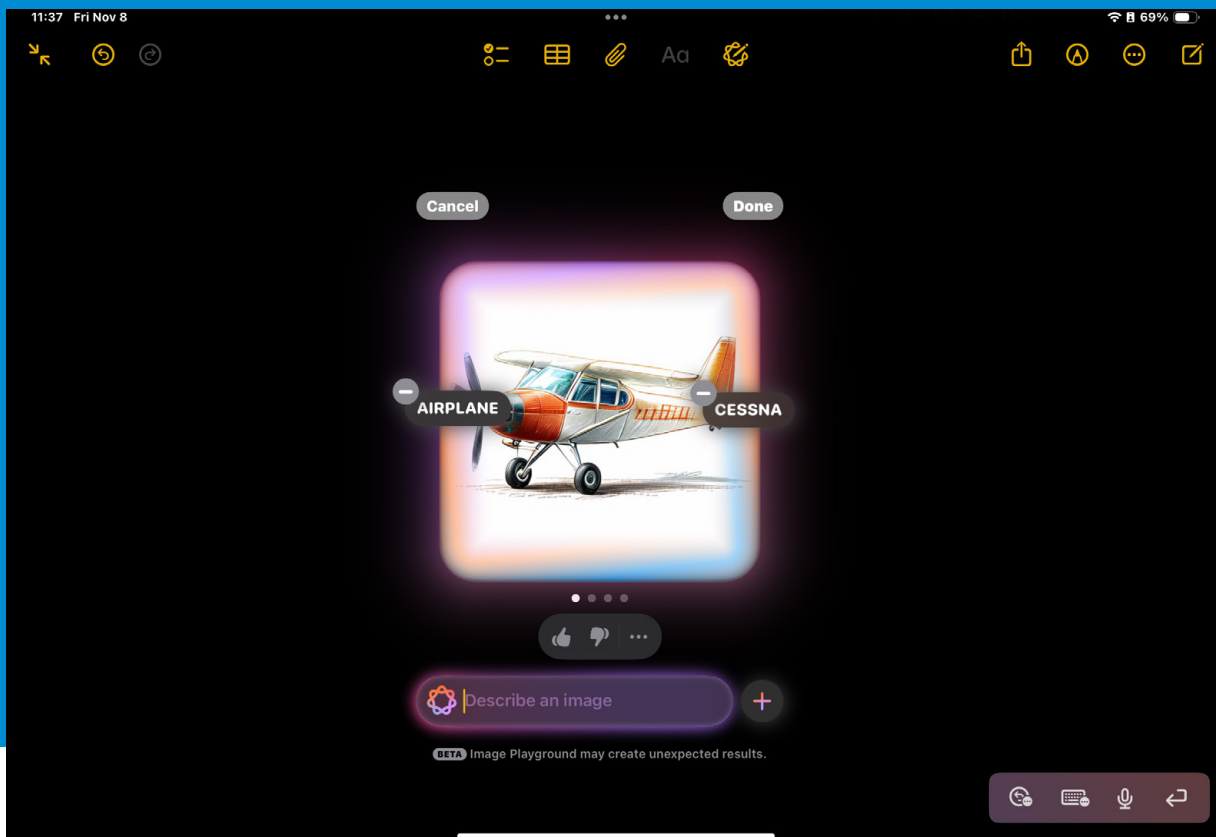 11:37 Fri Nov 8
69%
Aa
Cancel
Done
AIRPLANE
CESSNA
Describe an image
BETA Image Playground may create unexpected results.